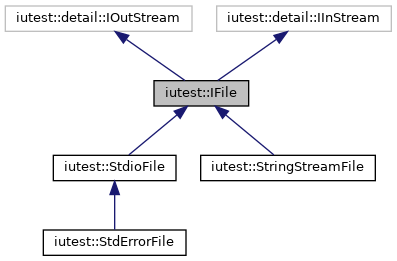 iutest::detail::IOutStream
iutest::detail::IInStream
iutest::IFile
iutest::StdioFile
iutest::StringStreamFile
iutest::StdErrorFile